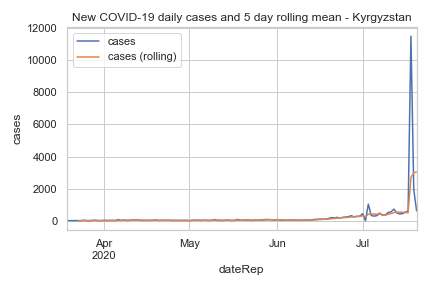 New COVID-19 daily cases and 5 day rolling mean - Kyrgyzstan
cases
cases (rolling)
12000
10000
8000
6000
4000
2000
0
cases
Apr
2020
May
Jun
Jul
dateRep